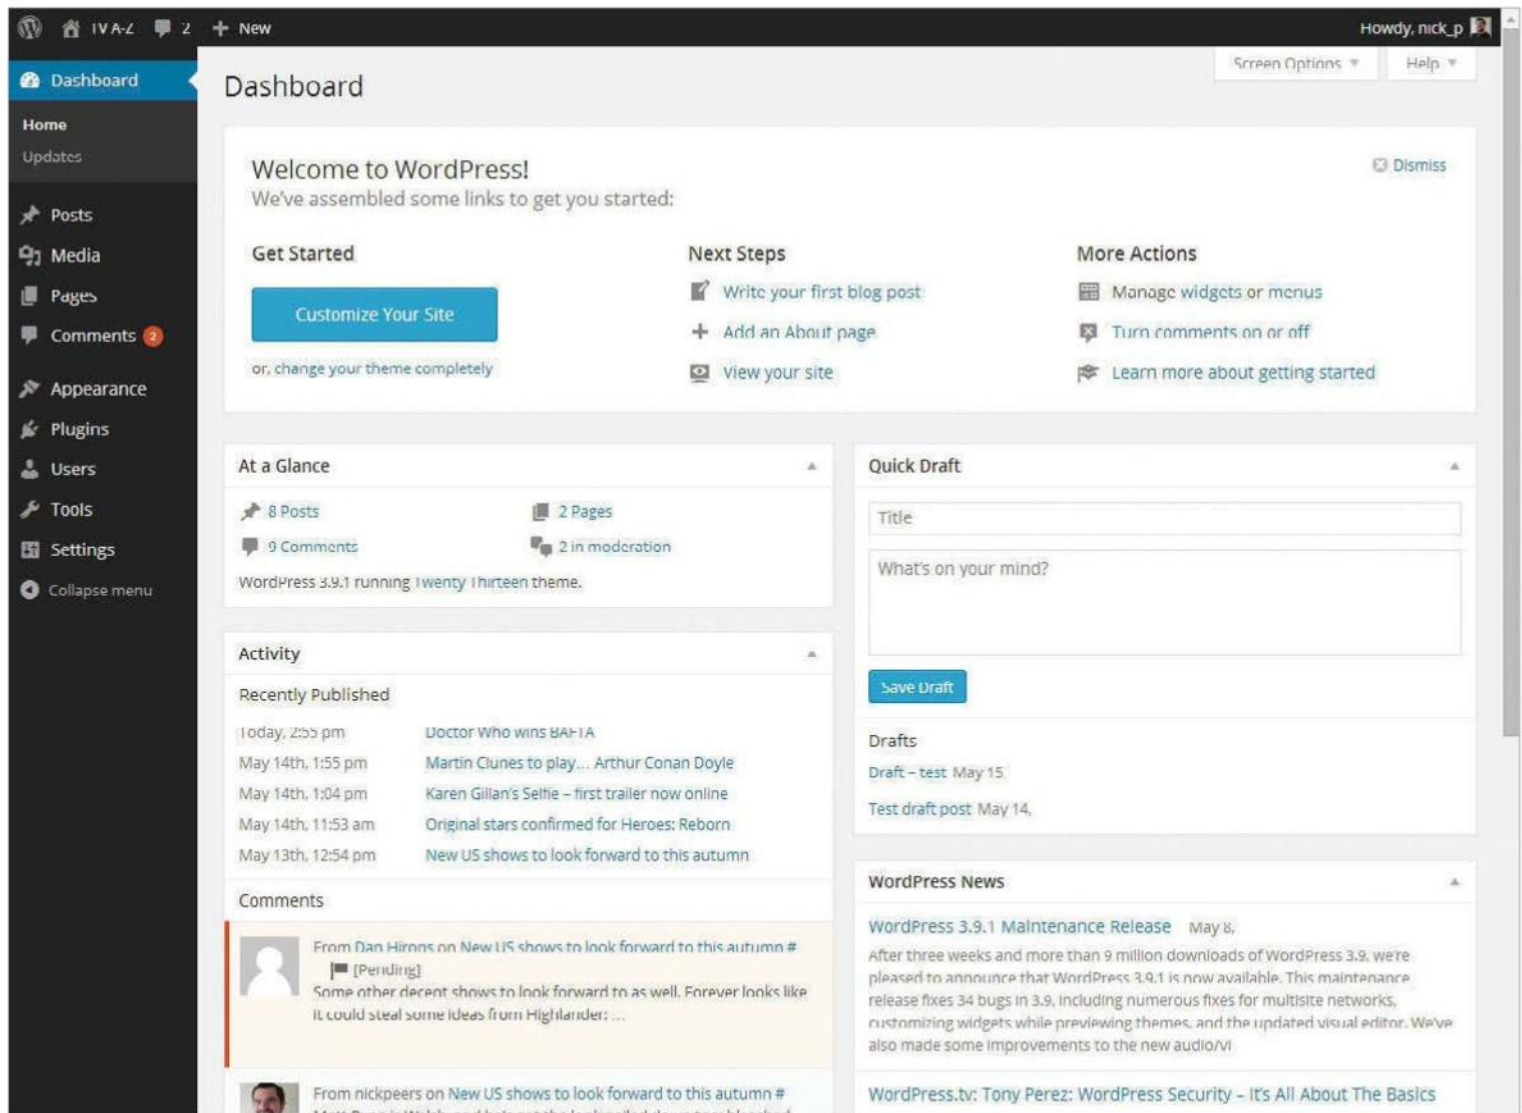 TV A-Z 2 New Howdy, nick_p
Dashboard
Home
Updates
Posts
Media
Pages
Comments 2
Appearance
Plugins
Users
Tools
Settings
Collapse menu
Dashboard
Screen Options Help
Welcome to WordPress!
Dismiss
We've assembled some links to get you started:
Get Started
Customize Your Site
or, change your theme completely
Next Steps
Write your first blog post
Add an About page
View your site
More Actions
Manage widgets or menus
Turn comments on or off
Learn more about getting started
At a Glance
8 Posts 2 Pages
9 Comments 2 in moderation
WordPress 3.9.1 running Twenty Thirteen theme.
Activity
Recently Published
Today, 2:55 pm Doctor Who wins BAFTA
May 14th, 1:55 pm Martin Clunes to play... Arthur Conan Doyle
May 14th, 1:04 pm Karen Gillan's Selfie – first trailer now online
May 14th, 11:53 am Original stars confirmed for Heroes: Reborn
May 13th, 12:54 pm New US shows to look forward to this autumn
Comments
From Dan Hirons on New US shows to look forward to this autumn #
[Pending]
Some other decent shows to look forward to as well. Forever looks like
it could steal some ideas from Highlander: ...
From nickpeers on New US shows to look forward to this autumn #
Quick Draft
Title
What's on your mind?
Save Draft
Drafts
Draft – test May 15
Test draft post May 14,
WordPress News
WordPress 3.9.1 Maintenance Release May 8,
After three weeks and more than 9 million downloads of WordPress 3.9, we're
pleased to announce that WordPress 3.9.1 is now available. This maintenance
release fixes 34 bugs in 3.9, including numerous fixes for multisite networks,
customizing widgets while previewing themes, and the updated visual editor. We've
also made some improvements to the new audio/vi
WordPress.tv: Tony Perez: WordPress Security – It's All About The Basics